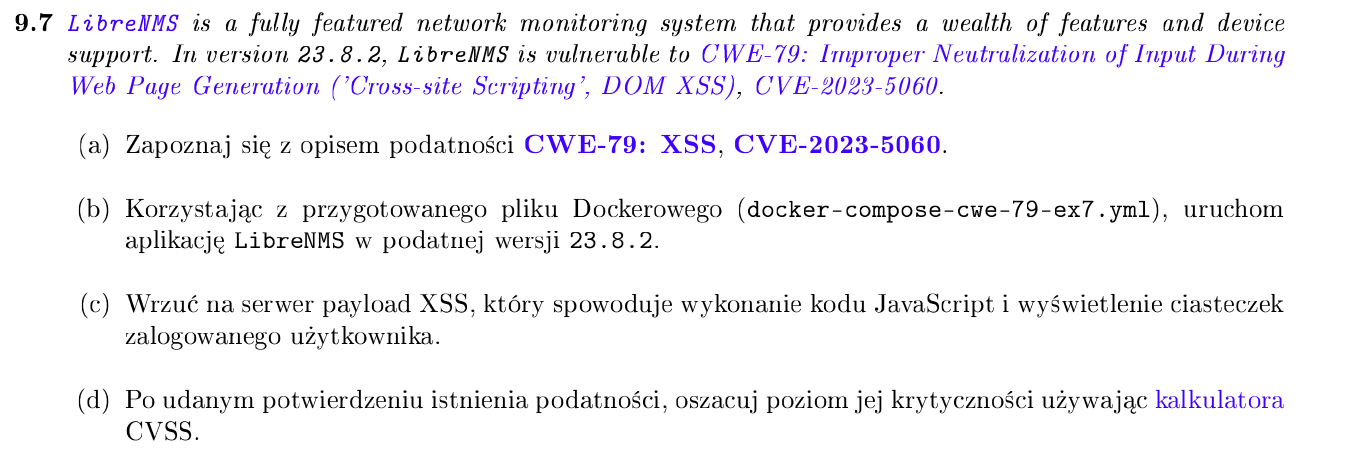 9.7 LibreNMS is a fully featured network monitoring system that provides a wealth of features and device
support. In version 23.8.2, LibreNMS is vulnerable to CWE-79: Improper Neutralization of Input During
Web Page Generation ('Cross-site Scripting', DOM XSS), CVE-2023-5060.
(a) Zapoznaj się z opisem podatności CWE-79: XSS, CVE-2023-5060.
(b) Korzystając z przygotowanego pliku Dockerowego (docker-compose-cwe-79-ex7.yml), uruchom
aplikację LibreNMS w podatnej wersji 23.8.2.
(c) Wrzuć na serwer payload XSS, który spowoduje wykonanie kodu JavaScript i wyświetlenie ciasteczek
zalogowanego użytkownika.
(d) Po udanym potwierdzeniu istnienia podatności, oszacuj poziom jej krytyczności używając kalkulatora
CVSS.